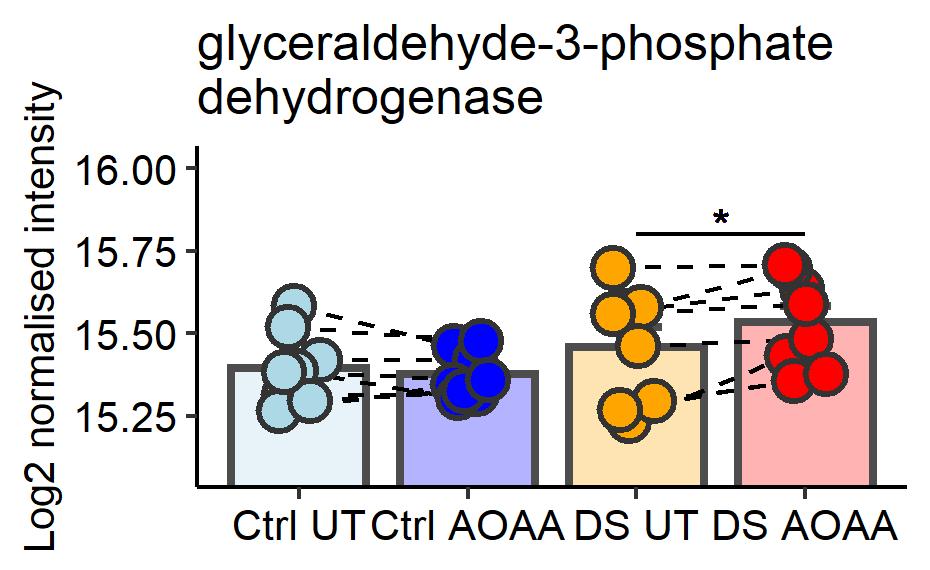 glyceraldehyde-3-phosphate
dehydrogenase
Log2 normalised intensity
16.00
15.75
15.50
15.25
*
Ctrl UT Ctrl AOAA DS UT DS AOAA